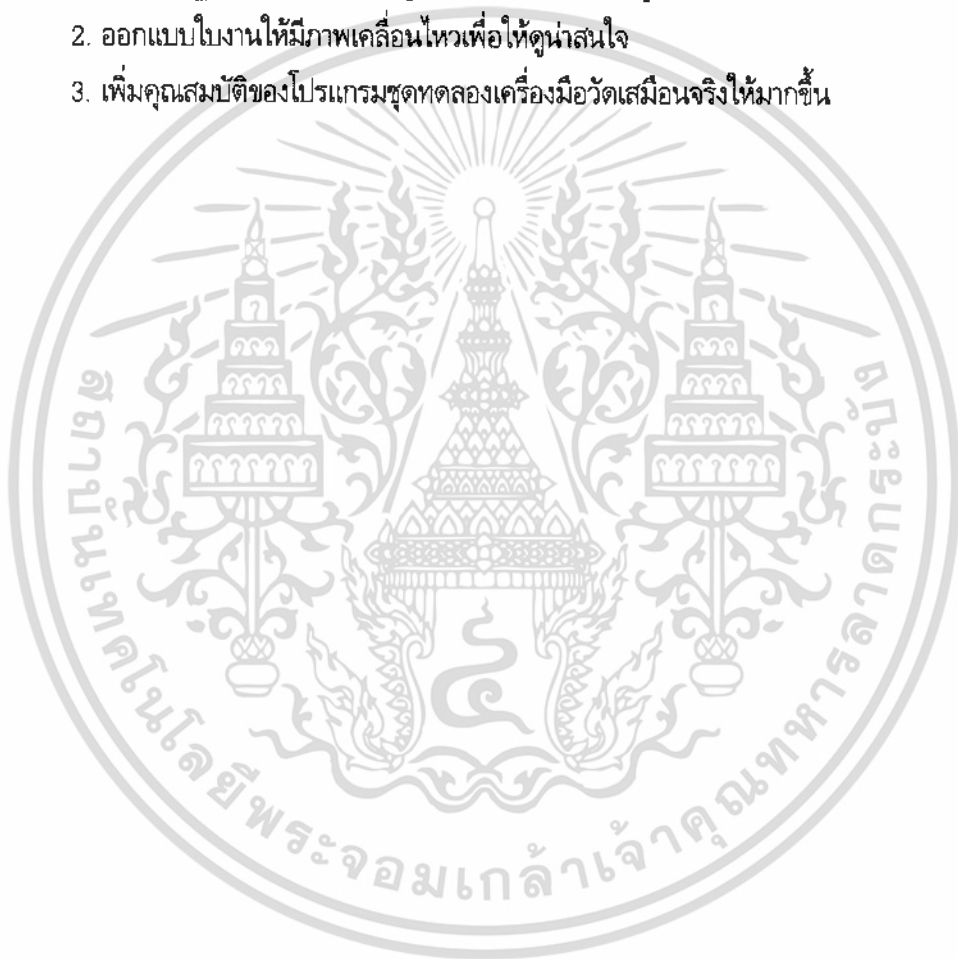 2. ออกแบบใบงานให้มีภาพเคลื่อนไหวเพื่อให้ดูน่าสนใจ
3. เพิ่มคุณสมบัติของโปรแกรมชุดทดลองเครื่องมือวัดเสมือนจริงให้มากขึ้น
สถาบันเทคโนโลยีพระจอมเกล้าเจ้าคุณทหารลาดกระบัง
๔